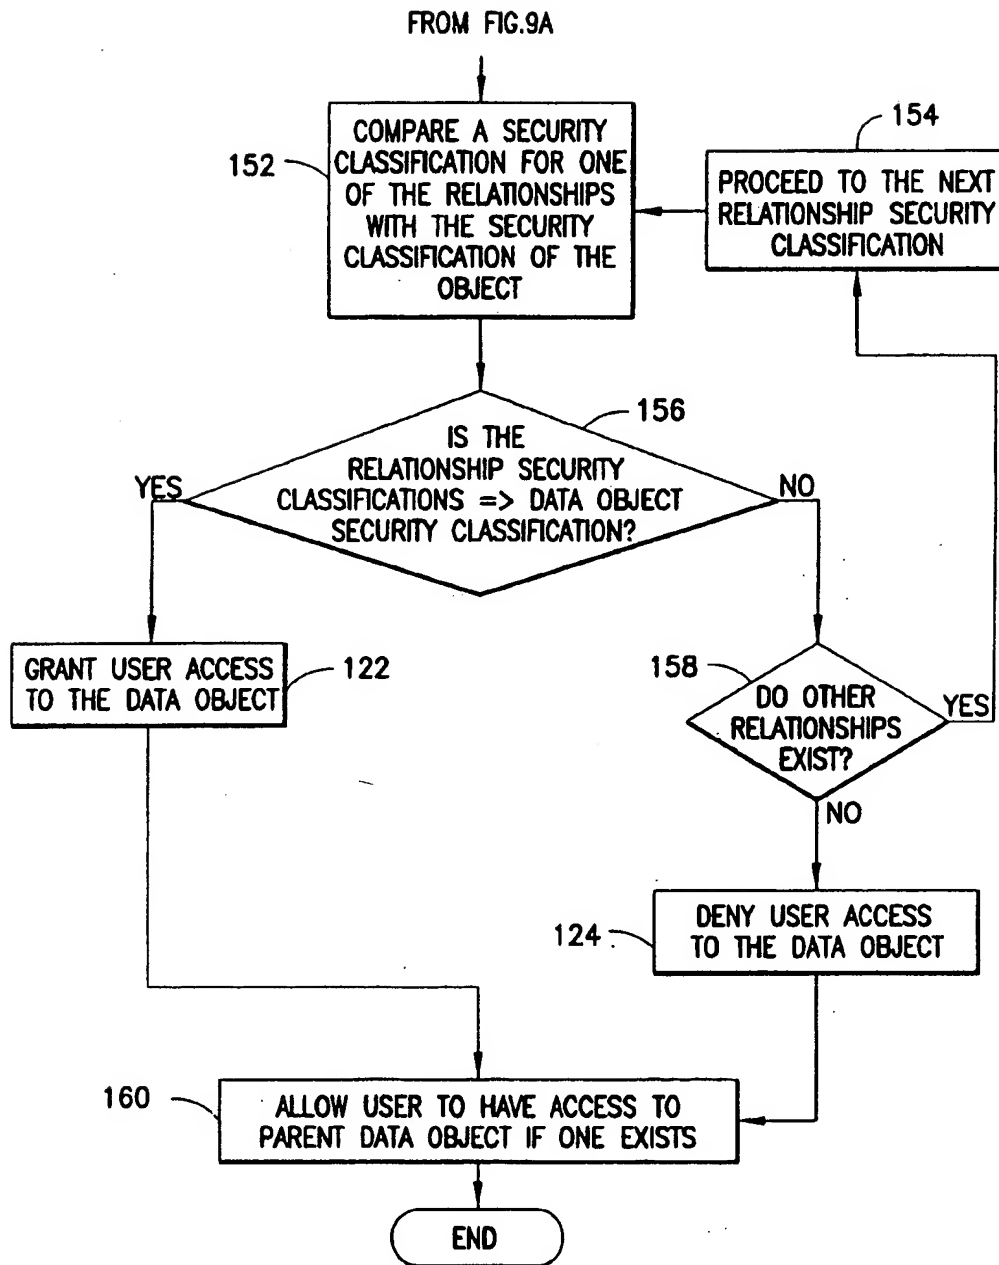 FROM FIG.9A
COMPARE A SECURITY
CLASSIFICATION FOR ONE
OF THE RELATIONSHIPS
WITH THE SECURITY
CLASSIFICATION OF THE
OBJECT
152
154
PROCEED TO THE NEXT
RELATIONSHIP SECURITY
CLASSIFICATION
156
IS THE
RELATIONSHIP SECURITY
CLASSIFICATIONS => DATA OBJECT
SECURITY CLASSIFICATION?
YES
NO
GRANT USER ACCESS
TO THE DATA OBJECT
122
158
DO OTHER
RELATIONSHIPS
EXIST?
YES
NO
124
DENY USER ACCESS
TO THE DATA OBJECT
160
ALLOW USER TO HAVE ACCESS TO
PARENT DATA OBJECT IF ONE EXISTS
END